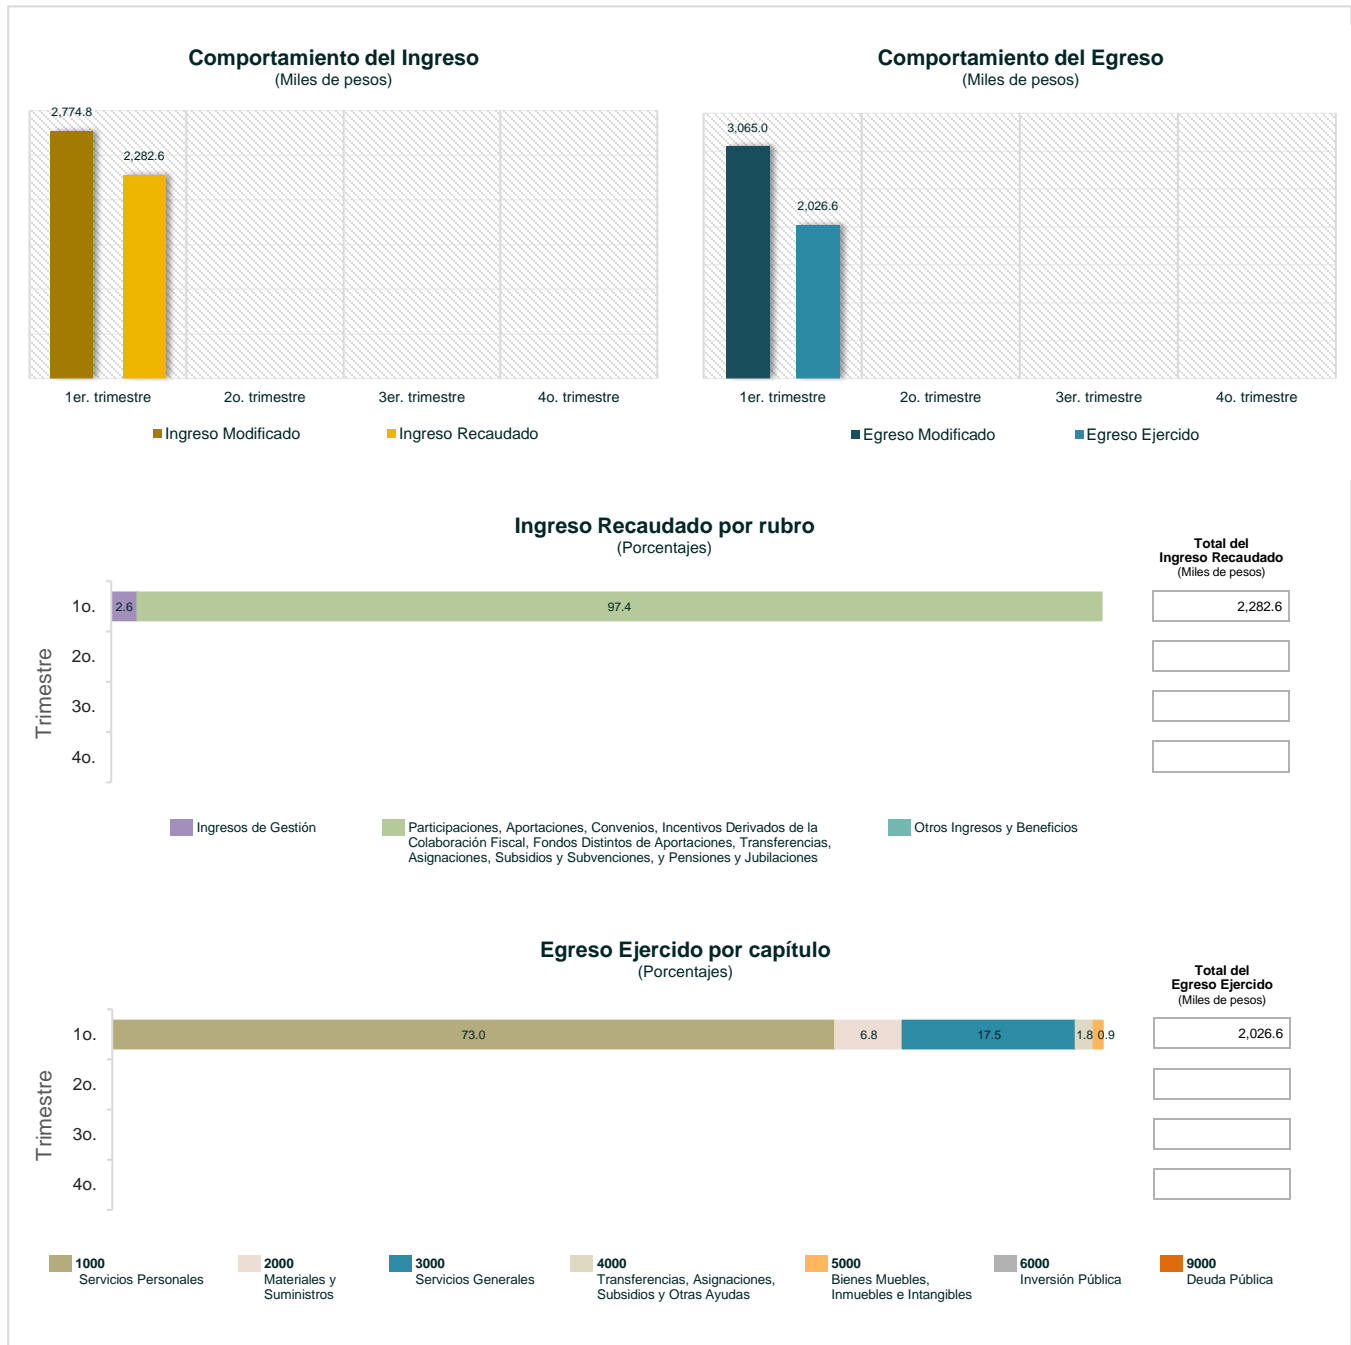 Comportamiento del Ingreso
(Miles de pesos)
2,774.8
2,282.6
1er. trimestre
2o. trimestre
3er. trimestre
4o. trimestre
Ingreso Modificado
Ingreso Recaudado
Comportamiento del Egreso
(Miles de pesos)
3,065.0
2,026.6
1er. trimestre
2o. trimestre
3er. trimestre
4o. trimestre
Egreso Modificado
Egreso Ejercido
Ingreso Recaudado por rubro
(Porcentajes)
Total del
Ingreso Recaudado
(Miles de pesos)
Trimestre
1o.
2.6
97.4
2,282.6
2o.
3o.
4o.
Ingresos de Gestión
Participaciones, Aportaciones, Convenios, Incentivos Derivados de la
Colaboración Fiscal, Fondos Distintos de Aportaciones, Transferencias,
Asignaciones, Subsidios y Subvenciones, y Pensiones y Jubilaciones
Otros Ingresos y Beneficios
Egreso Ejercido por capítulo
(Porcentajes)
Total del
Egreso Ejercido
(Miles de pesos)
Trimestre
1o.
73.0
6.8
17.5
1.8
0.9
2,026.6
2o.
3o.
4o.
1000
Servicios Personales
2000
Materiales y
Suministros
3000
Servicios Generales
4000
Transferencias, Asignaciones,
Subsidios y Otras Ayudas
5000
Bienes Muebles,
Inmuebles e Intangibles
6000
Inversión Pública
9000
Deuda Pública